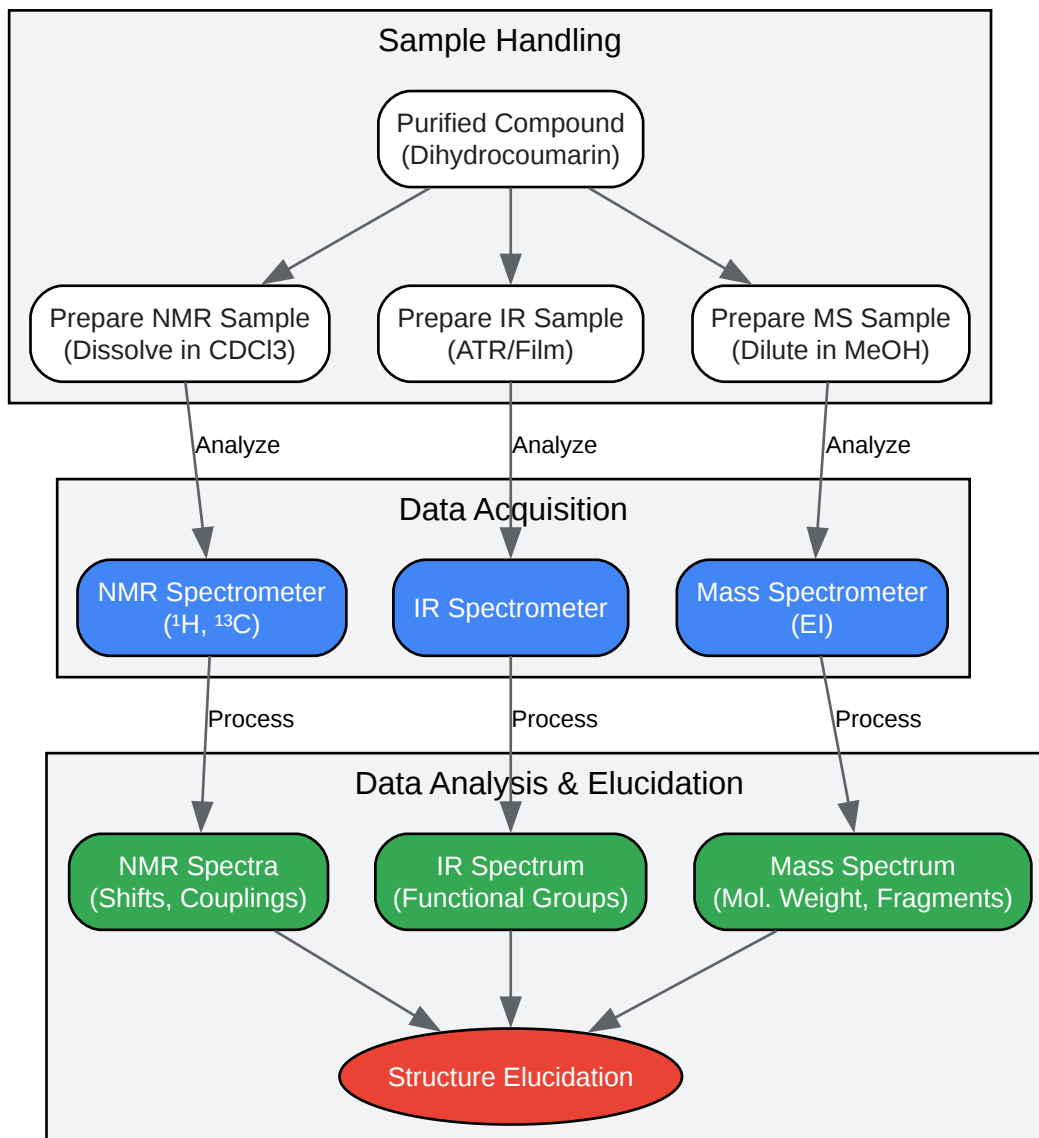 Sample Handling
Purified Compound
(Dihydrocoumarin)
Prepare NMR Sample
(Dissolve in CDCl3)
Prepare IR Sample
(ATR/Film)
Prepare MS Sample
(Dilute in MeOH)
Analyze
Analyze
Analyze
Data Acquisition
NMR Spectrometer
(¹H, ¹³C)
IR Spectrometer
Mass Spectrometer
(EI)
Process
Process
Process
Data Analysis & Elucidation
NMR Spectra
(Shifts, Couplings)
IR Spectrum
(Functional Groups)
Mass Spectrum
(Mol. Weight, Fragments)
Structure Elucidation